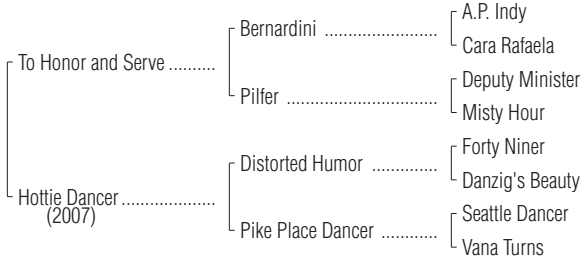 A.P. Indy
Bernardini ......................
Cara Rafaela
To Honor and Serve ..........
Deputy Minister
Pilfer .............................
Misty Hour
Forty Niner
Distorted Humor .............
Danzig's Beauty
Hottie Dancer ..................
(2007)
Seattle Dancer
Pike Place Dancer ...........
Vana Turns